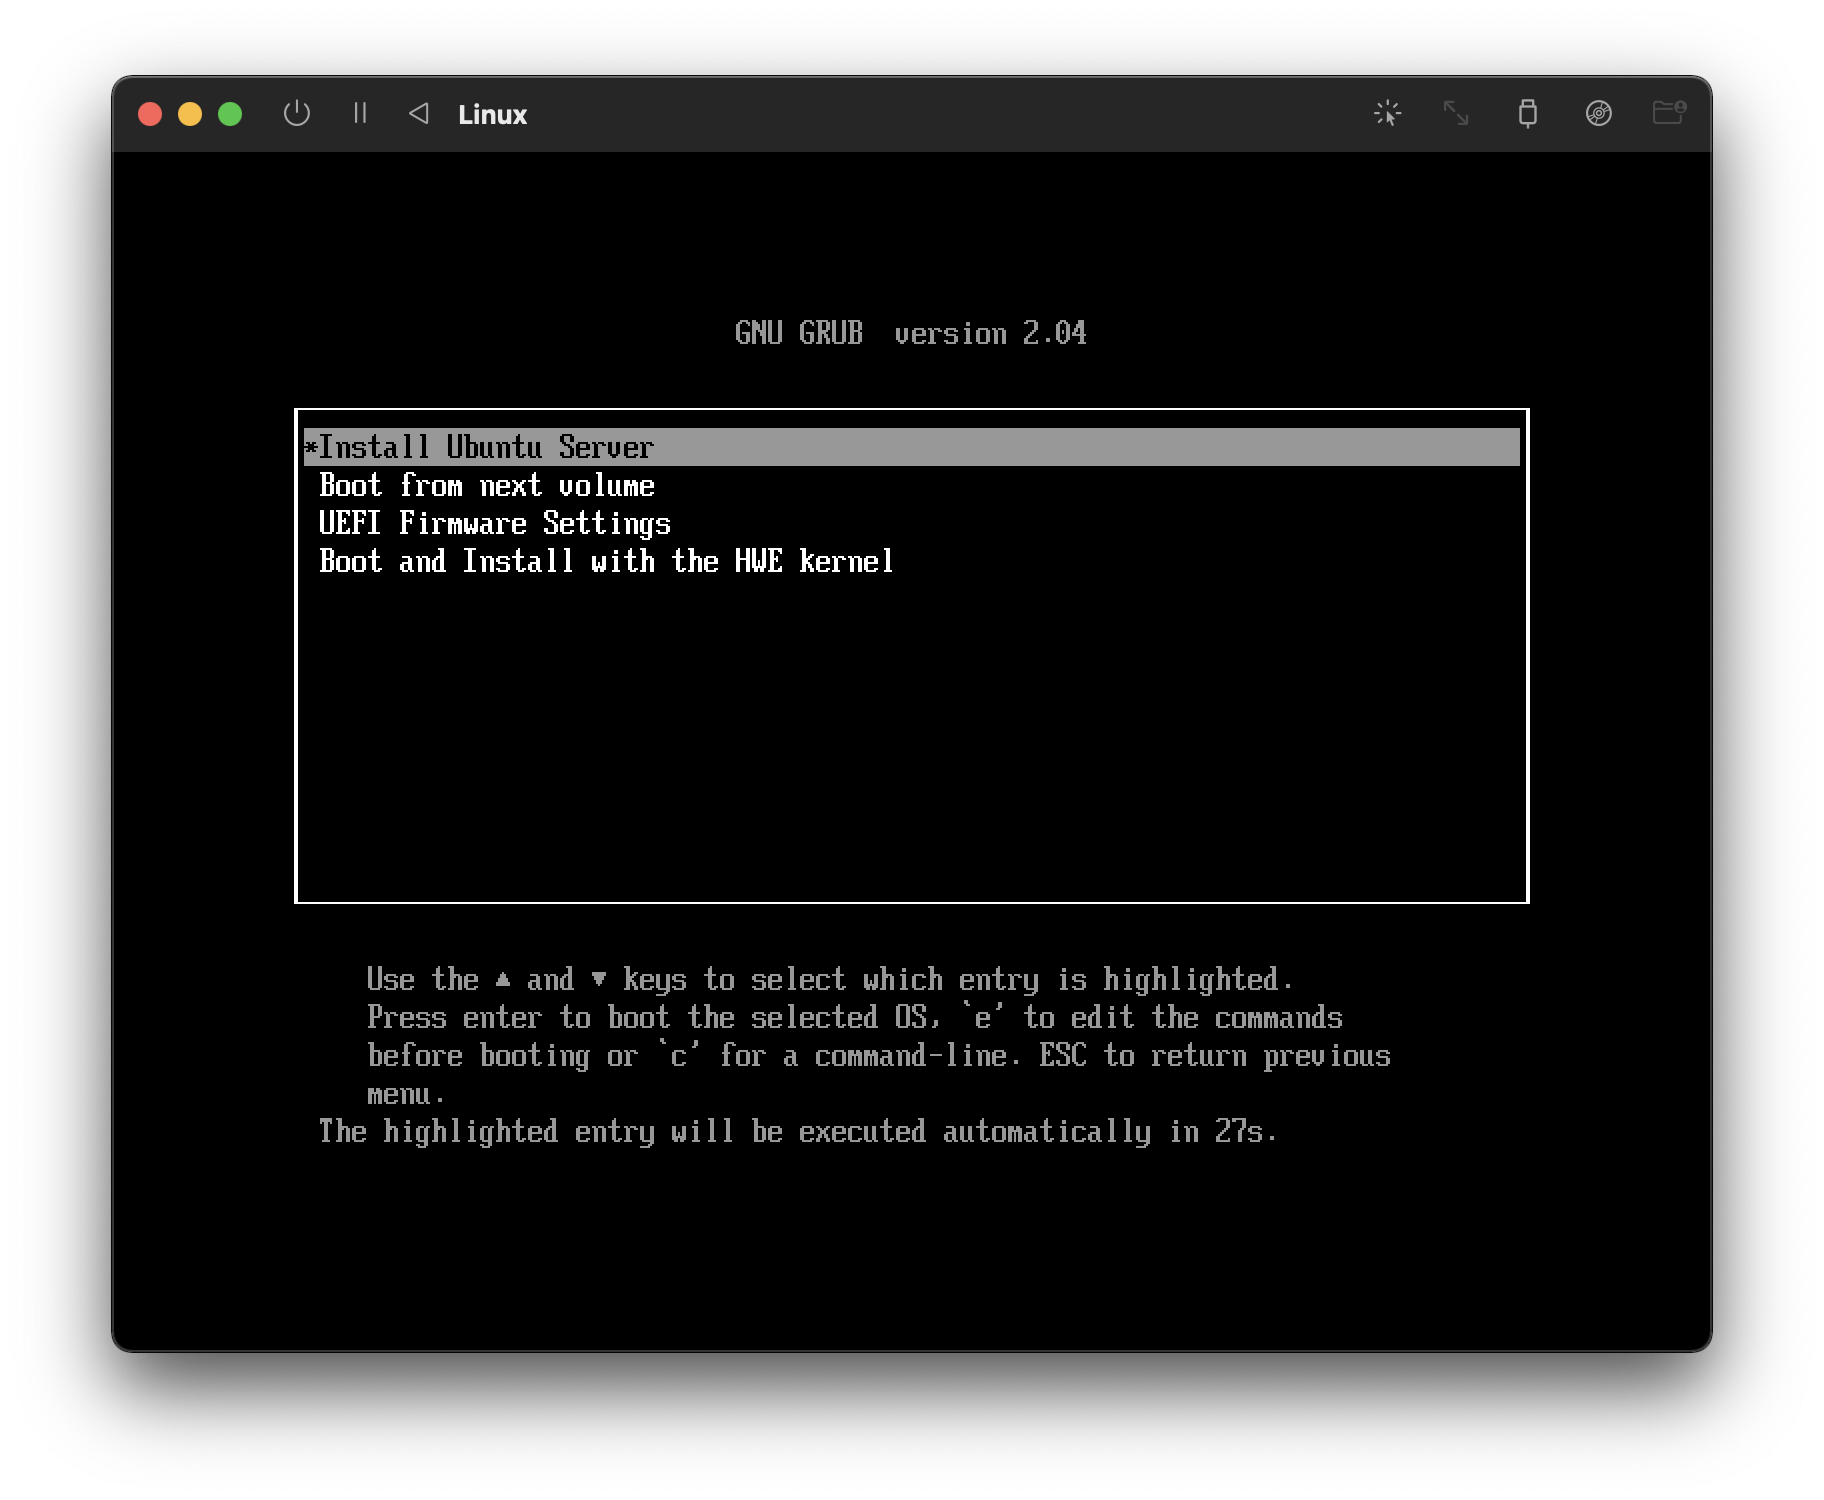 Linux
GNU GRUB  version 2.04
*Install Ubuntu Server
Boot from next volume
UEFI Firmware Settings
Boot and Install with the HWE kernel
Use the ▲ and ▼ keys to select which entry is highlighted.
Press enter to boot the selected OS, `e' to edit the commands
before booting or `c' for a command-line. ESC to return previous
menu.
The highlighted entry will be executed automatically in 27s.